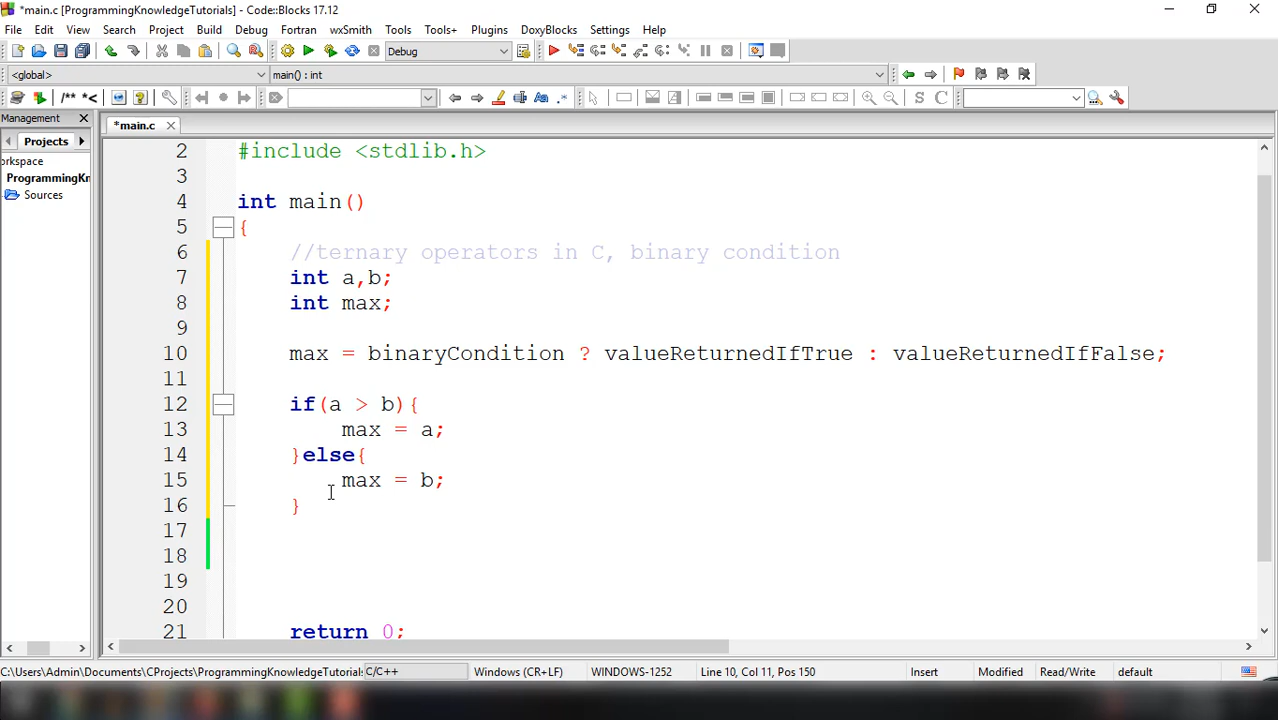 *main.c [ProgrammingKnowledgeTutorials] - Code::Blocks 17.12
File Edit View Search Project Build Debug Fortran wxSmith Tools Tools+ Plugins DoxyBlocks Settings Help
Debug
<global> main() : int
/** *< S C
Management
Projects
*main.c
orkspace
ProgrammingKn
Sources
2 #include <stdlib.h>
3
4 int main()
5 {
6 //ternary operators in C, binary condition
7 int a,b;
8 int max;
9
10 max = binaryCondition ? valueReturnedIfTrue : valueReturnedIfFalse;
11
12 if(a > b){
13 max = a;
14 }else{
15 max = b;
16 }
17
18
19
20
21 return 0;
C:\Users\Admin\Documents\CProjects\ProgrammingKnowledgeTutorials C/C++ Windows (CR+LF) WINDOWS-1252 Line 10, Col 11, Pos 150 Insert Modified Read/Write default